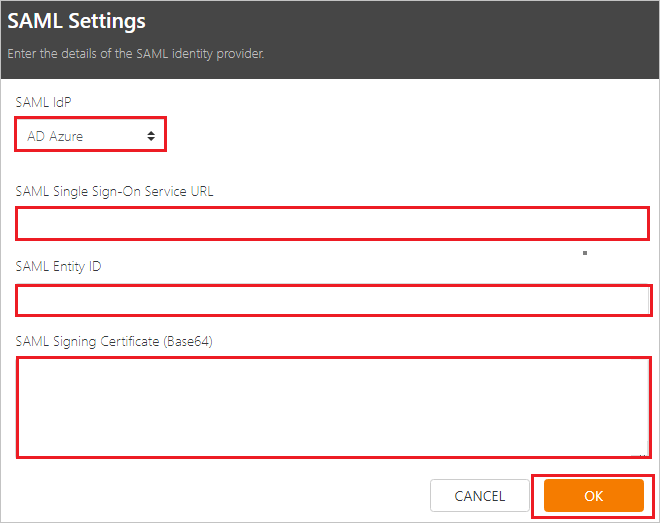 SAML Settings
Enter the details of the SAML identity provider.
SAML IdP
AD Azure
SAML Single Sign-On Service URL
SAML Entity ID
SAML Signing Certificate (Base64)
CANCEL OK